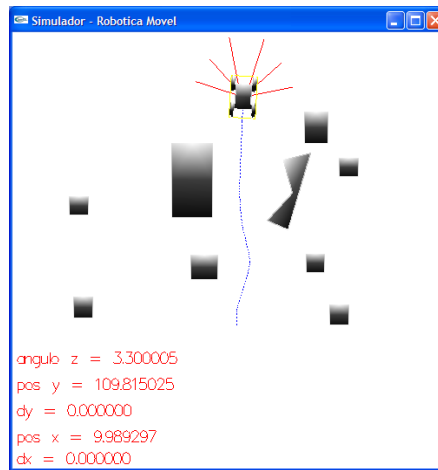 Simulador - Robotica Movel
angulo z = 3.300005
pos y = 109.815025
dy = 0.000000
pos x = 9.989297
dx = 0.000000